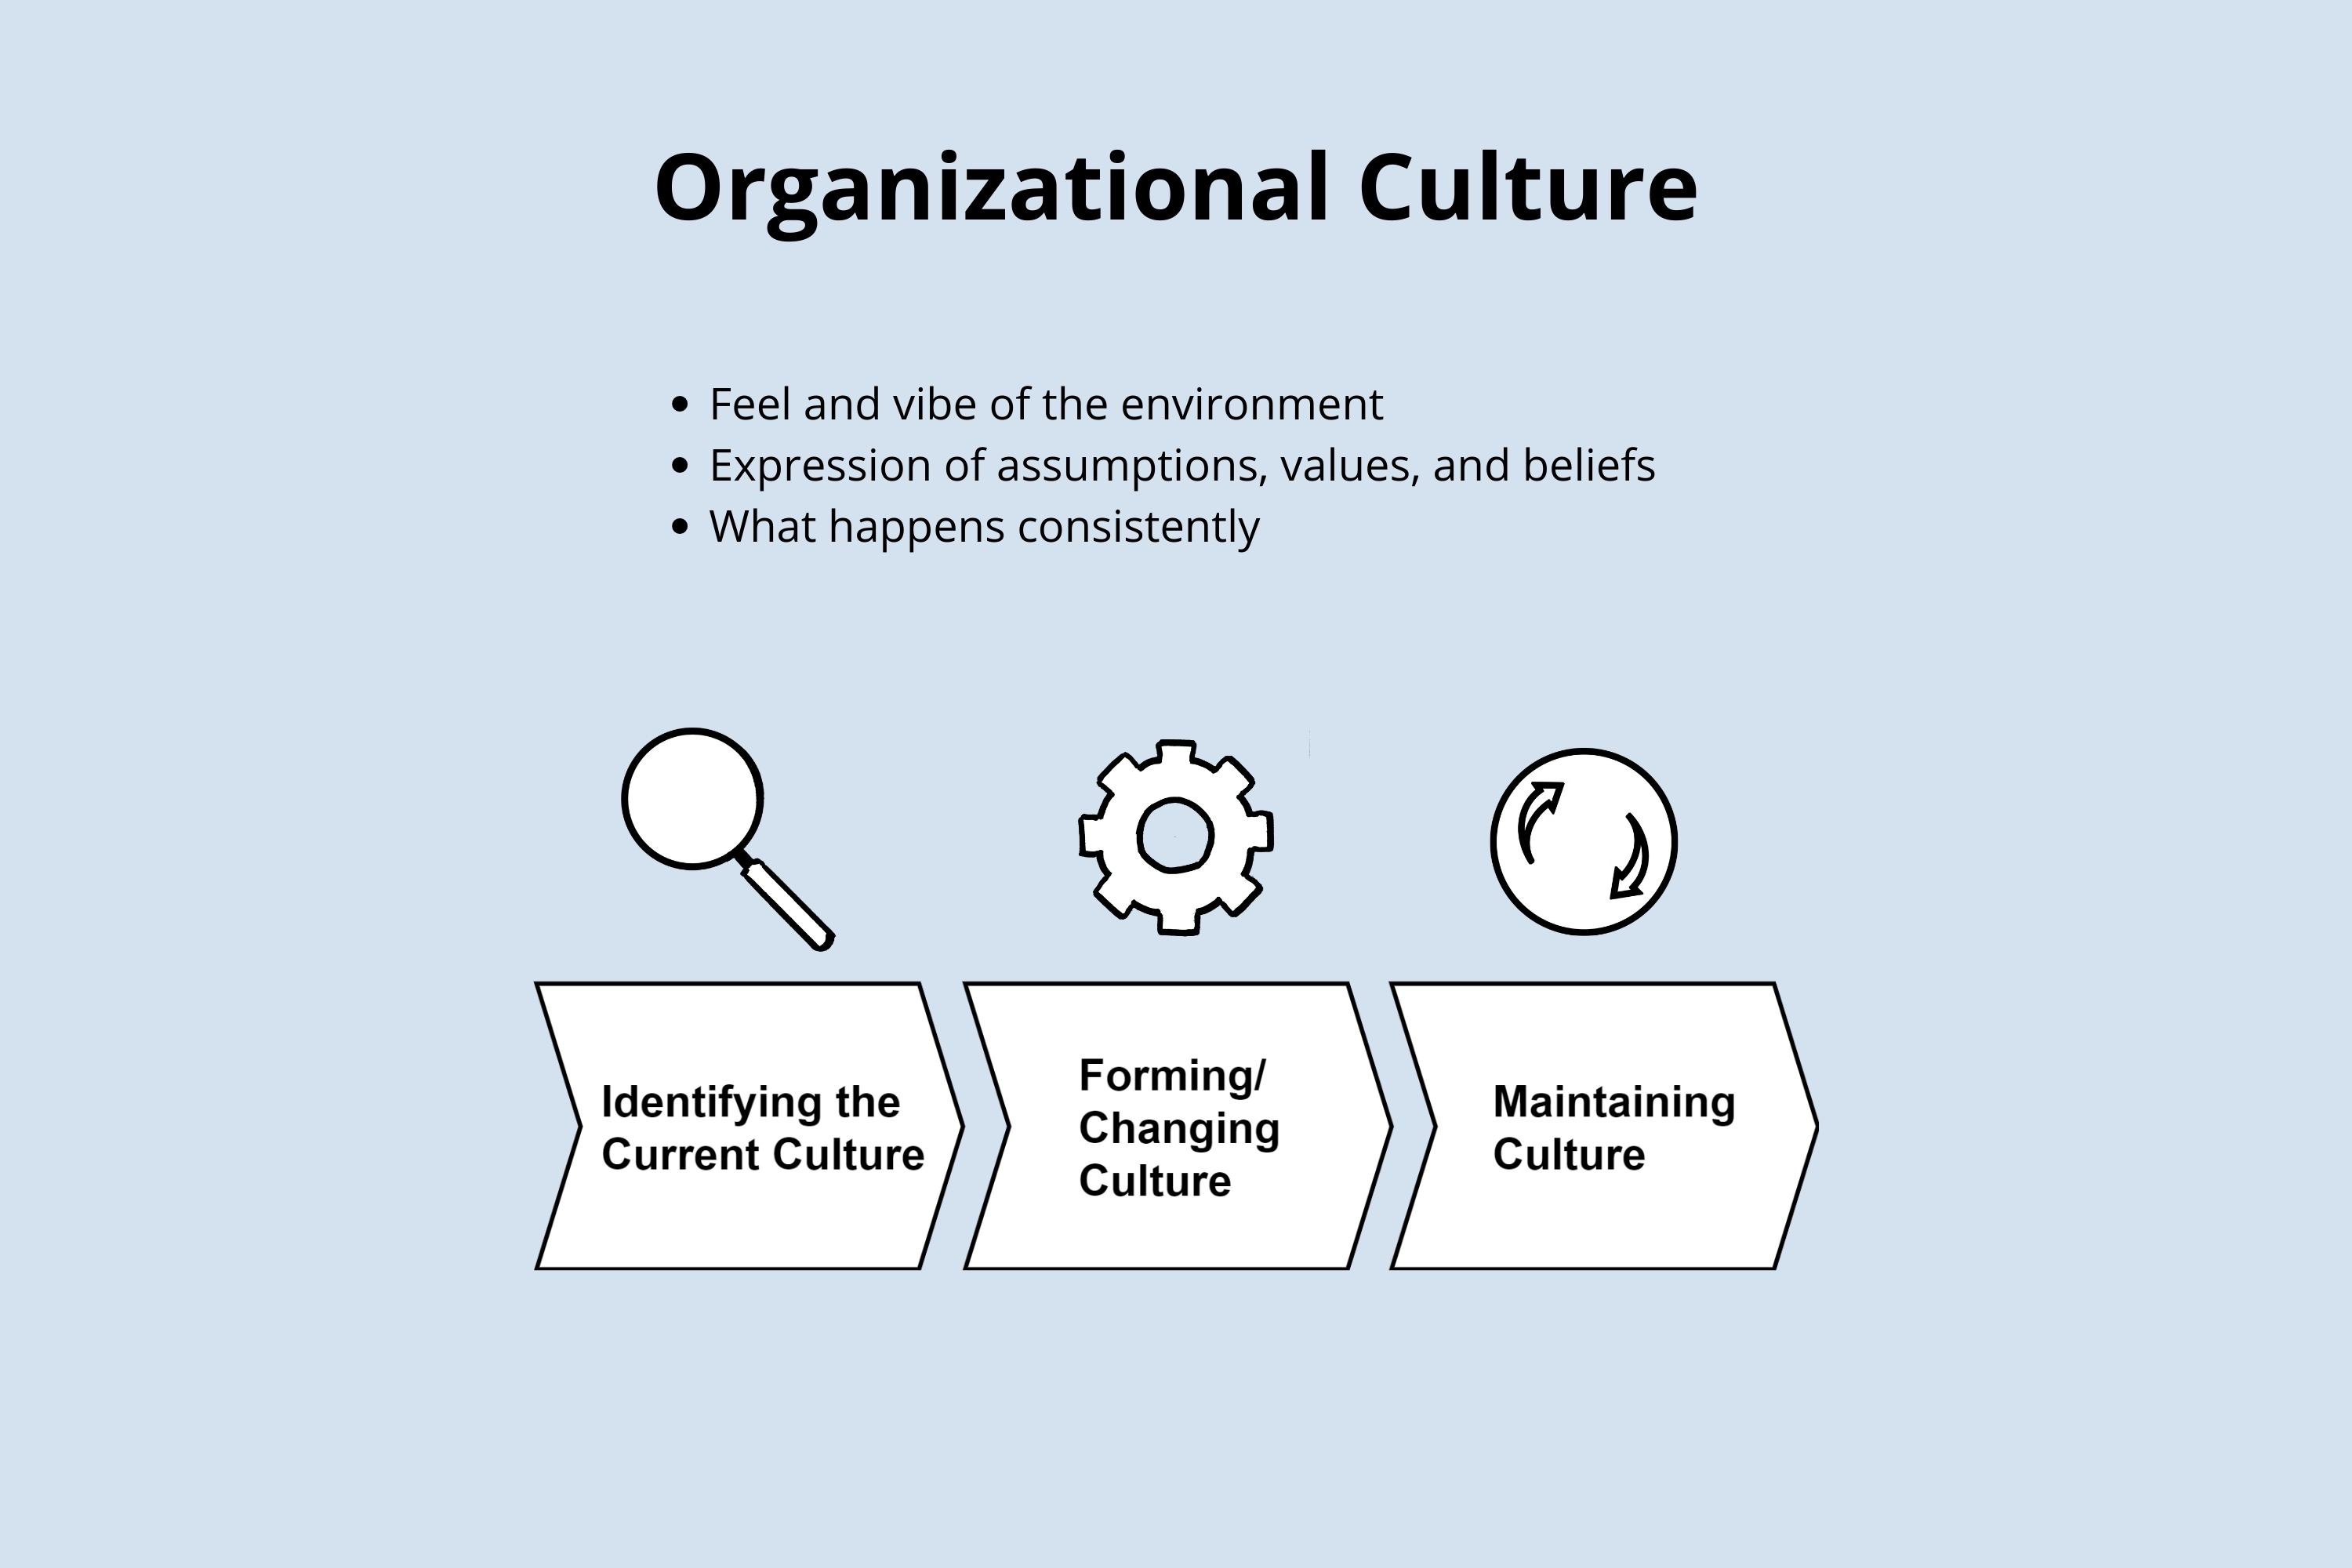 Organizational Culture
• Feel and vibe of the environment
• Expression of assumptions, values, and beliefs
• What happens consistently
Identifying the
Current Culture
Forming/
Changing
Culture
Maintaining
Culture